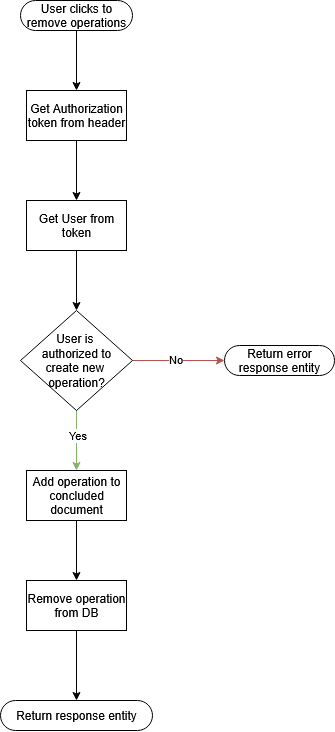 User clicks to
remove operations
Get Authorization
token from header
Get User from
token
User is
authorized to
create new
operation?
No
Return error
response entity
Yes
Add operation to
concluded
document
Remove operation
from DB
Return response entity